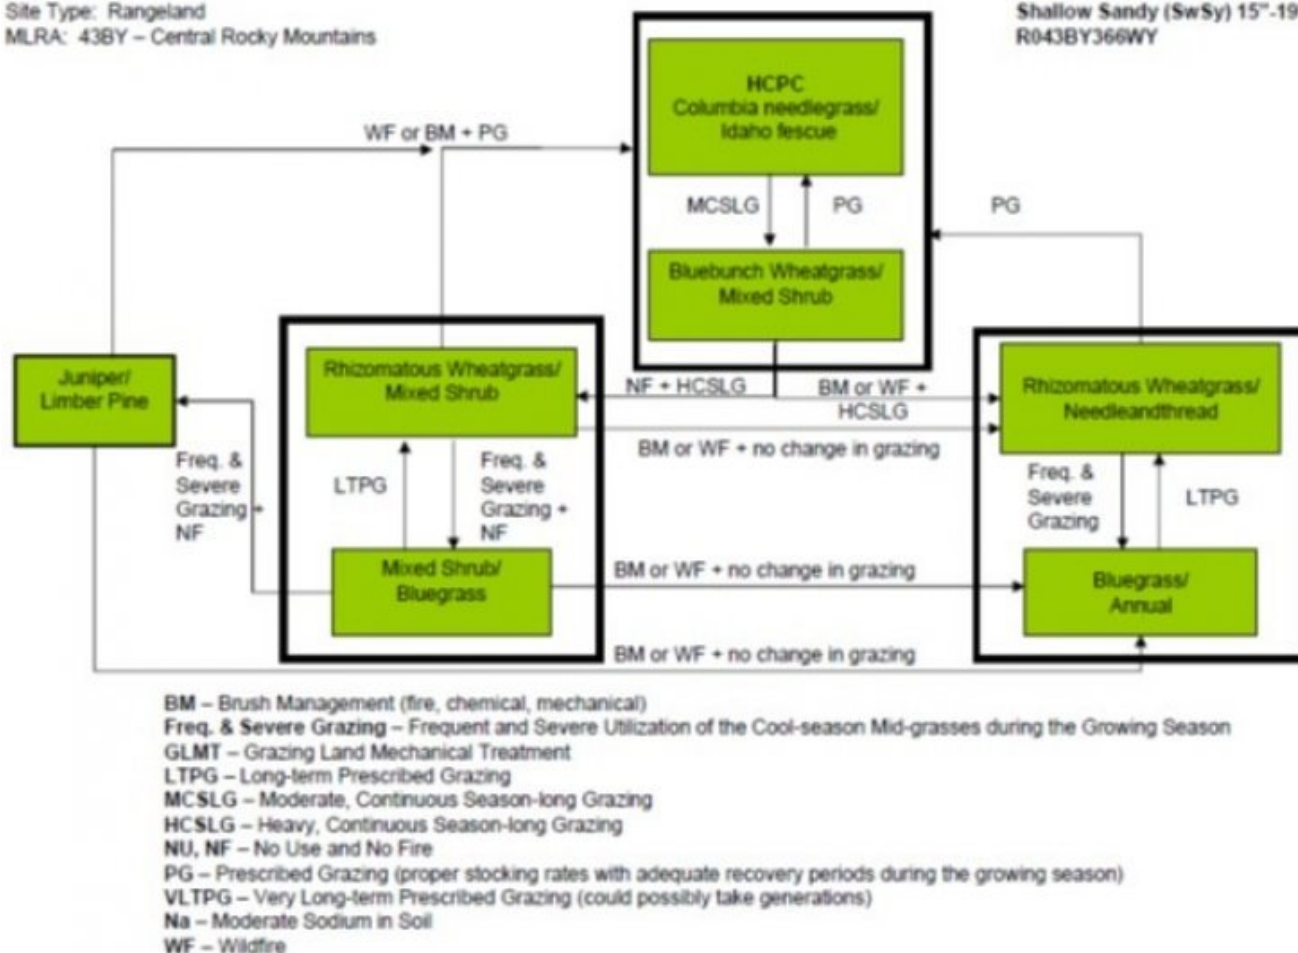 Site Type: Rangeland
MLRA: 43BY – Central Rocky Mountains
Shallow Sandy (SwSy) 15"-19
R043BY366WY
HCPC
Columbia needlegrass/
Idaho fescue
WF or BM + PG
MCSLG
PG
PG
Bluebunch Wheatgrass/
Mixed Shrub
Juniper/
Limber Pine
Rhizomatous Wheatgrass/
Mixed Shrub
NF + HCSLG
BM or WF +
HCSLG
Rhizomatous Wheatgrass/
Needleandthread
BM or WF + no change in grazing
Freq. &
Severe
Grazing +
NF
LTPG
Freq. &
Severe
Grazing +
NF
Freq. &
Severe
Grazing
LTPG
Mixed Shrub/
Bluegrass
BM or WF + no change in grazing
Bluegrass/
Annual
BM or WF + no change in grazing
BM – Brush Management (fire, chemical, mechanical)
Freq. & Severe Grazing – Frequent and Severe Utilization of the Cool-season Mid-grasses during the Growing Season
GLMT – Grazing Land Mechanical Treatment
LTPG – Long-term Prescribed Grazing
MCSLG – Moderate, Continuous Season-long Grazing
HCSLG – Heavy, Continuous Season-long Grazing
NU, NF – No Use and No Fire
PG – Prescribed Grazing (proper stocking rates with adequate recovery periods during the growing season)
VLTPG – Very Long-term Prescribed Grazing (could possibly take generations)
Na – Moderate Sodium in Soil
WF – Wildfire